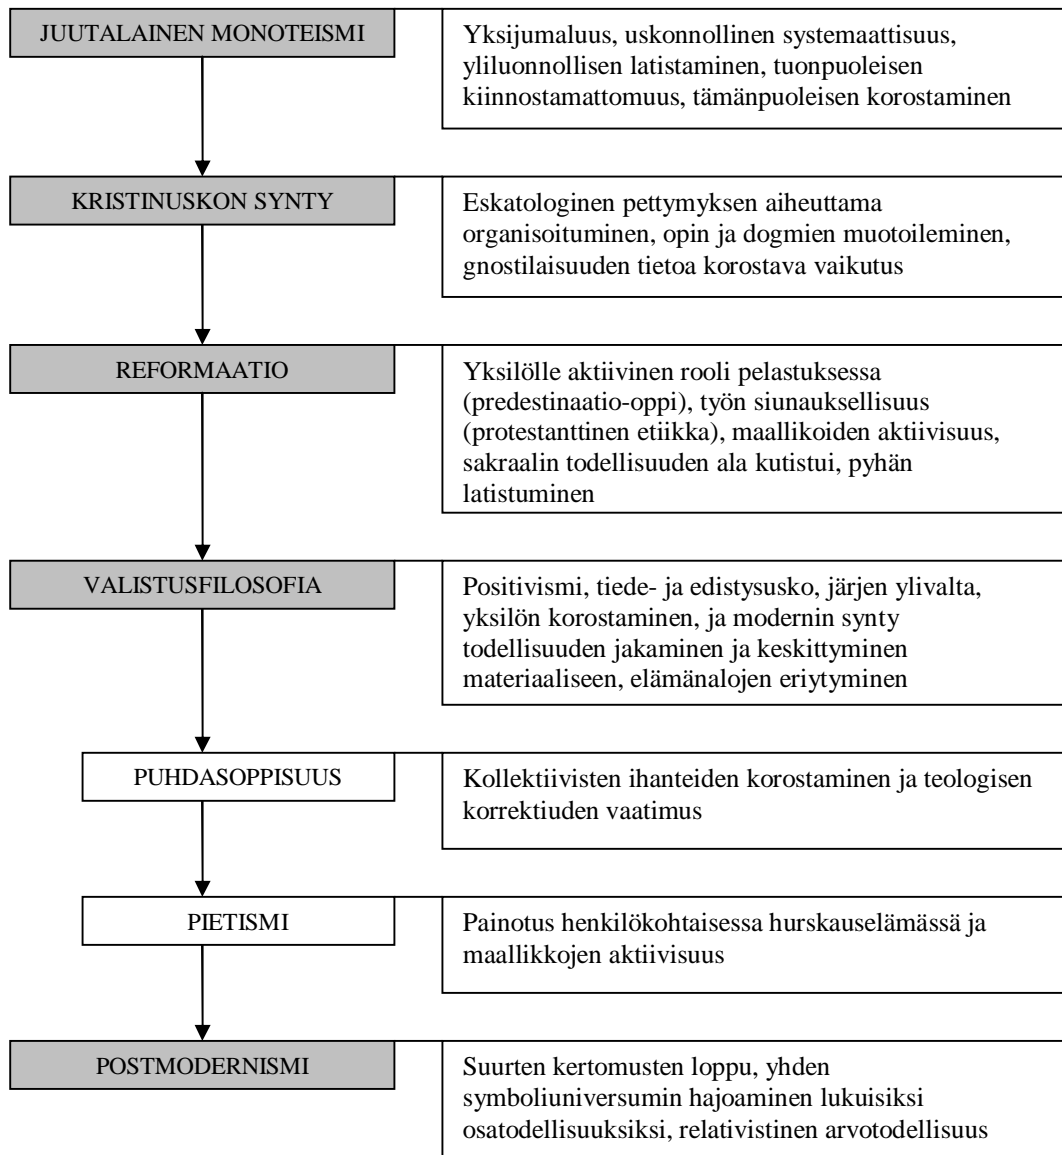 JUUTALAINEN MONOTEISMI
Yksijumaluus, uskonnollinen systemaattisuus,
yliluonnollisen latistaminen, tuonpuoleisen
kiinnostamattomuus, tämänpuoleisen korostaminen
KRISTINUSKON SYNTY
Eskatologinen pettymyksen aiheuttama
organisoituminen, opin ja dogmien muotoileminen,
gnostilaisuuden tietoa korostava vaikutus
REFORMAATIO
Yksilölle aktiivinen rooli pelastuksessa
(predestinaatio-oppi), työn siunauksellisuus
(protestanttinen etiikka), maallikoiden aktiivisuus,
sakraalin todellisuuden ala kutistui, pyhän
latistuminen
VALISTUSFILOSOFIA
Positivismi, tiede- ja edistysusko, järjen ylivalta,
yksilön korostaminen, ja modernin synty
todellisuuden jakaminen ja keskittyminen
materiaaliseen, elämänalojen eriytyminen
PUHDASOPPISUUS
Kollektiivisten ihanteiden korostaminen ja teologisen
korrektiuden vaatimus
PIETISMI
Painotus henkilökohtaisessa hurskauselämässä ja
maallikkojen aktiivisuus
POSTMODERNISMI
Suurten kertomusten loppu, yhden
symboliuniversumin hajoaminen lukuisiksi
osatodellisuuksiksi, relativistinen arvotodellisuus